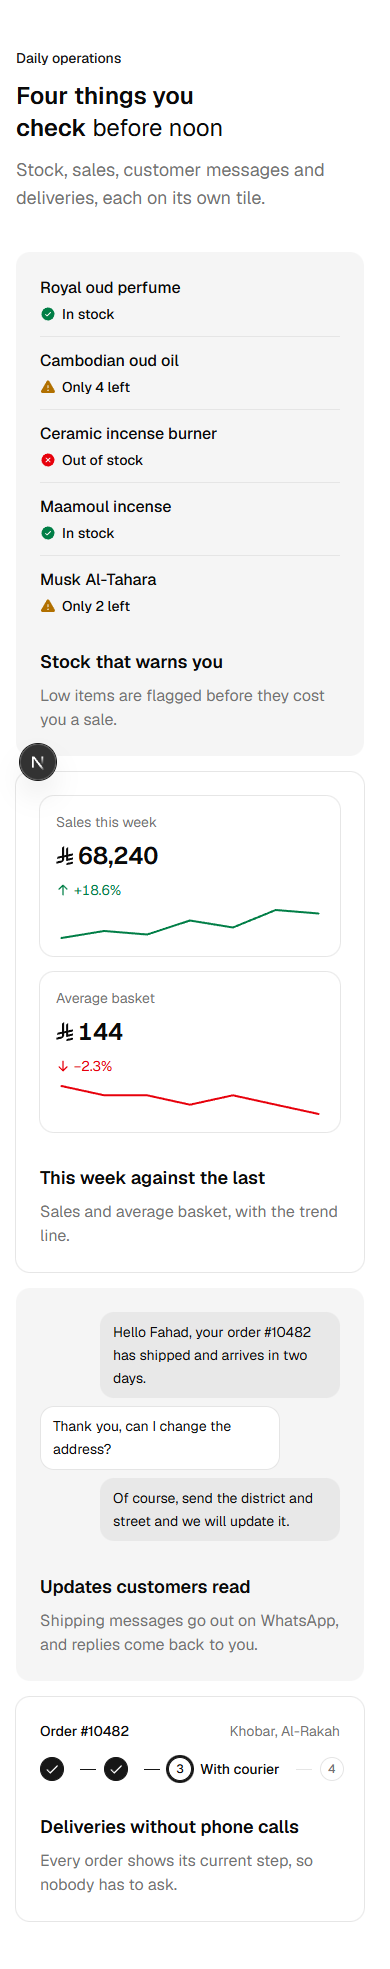 Daily operations
Four things you
check before noon
Stock, sales, customer messages and
deliveries, each on its own tile.
Royal oud perfume
In stock
Cambodian oud oil
Only 4 left
Ceramic incense burner
Out of stock
Maamoul incense
In stock
Musk Al-Tahara
Only 2 left
Stock that warns you
Low items are flagged before they cost
you a sale.
N
Sales this week
⃁ 68,240
↑ +18.6%
Average basket
⃁ 144
↓ −2.3%
This week against the last
Sales and average basket, with the trend
line.
Hello Fahad, your order #10482
has shipped and arrives in two
days.
Thank you, can I change the
address?
Of course, send the district and
street and we will update it.
Updates customers read
Shipping messages go out on WhatsApp,
and replies come back to you.
Order #10482 Khobar, Al-Rakah
3 With courier 4
Deliveries without phone calls
Every order shows its current step, so
nobody has to ask.